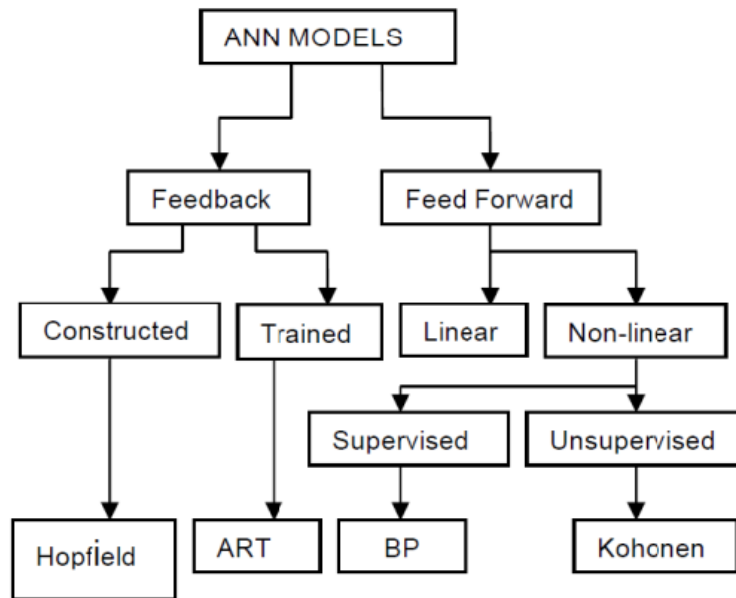 ANN MODELS
Feedback
Feed Forward
Constructed
Trained
Linear
Non-linear
Supervised
Unsupervised
Hopfield
ART
BP
Kohonen